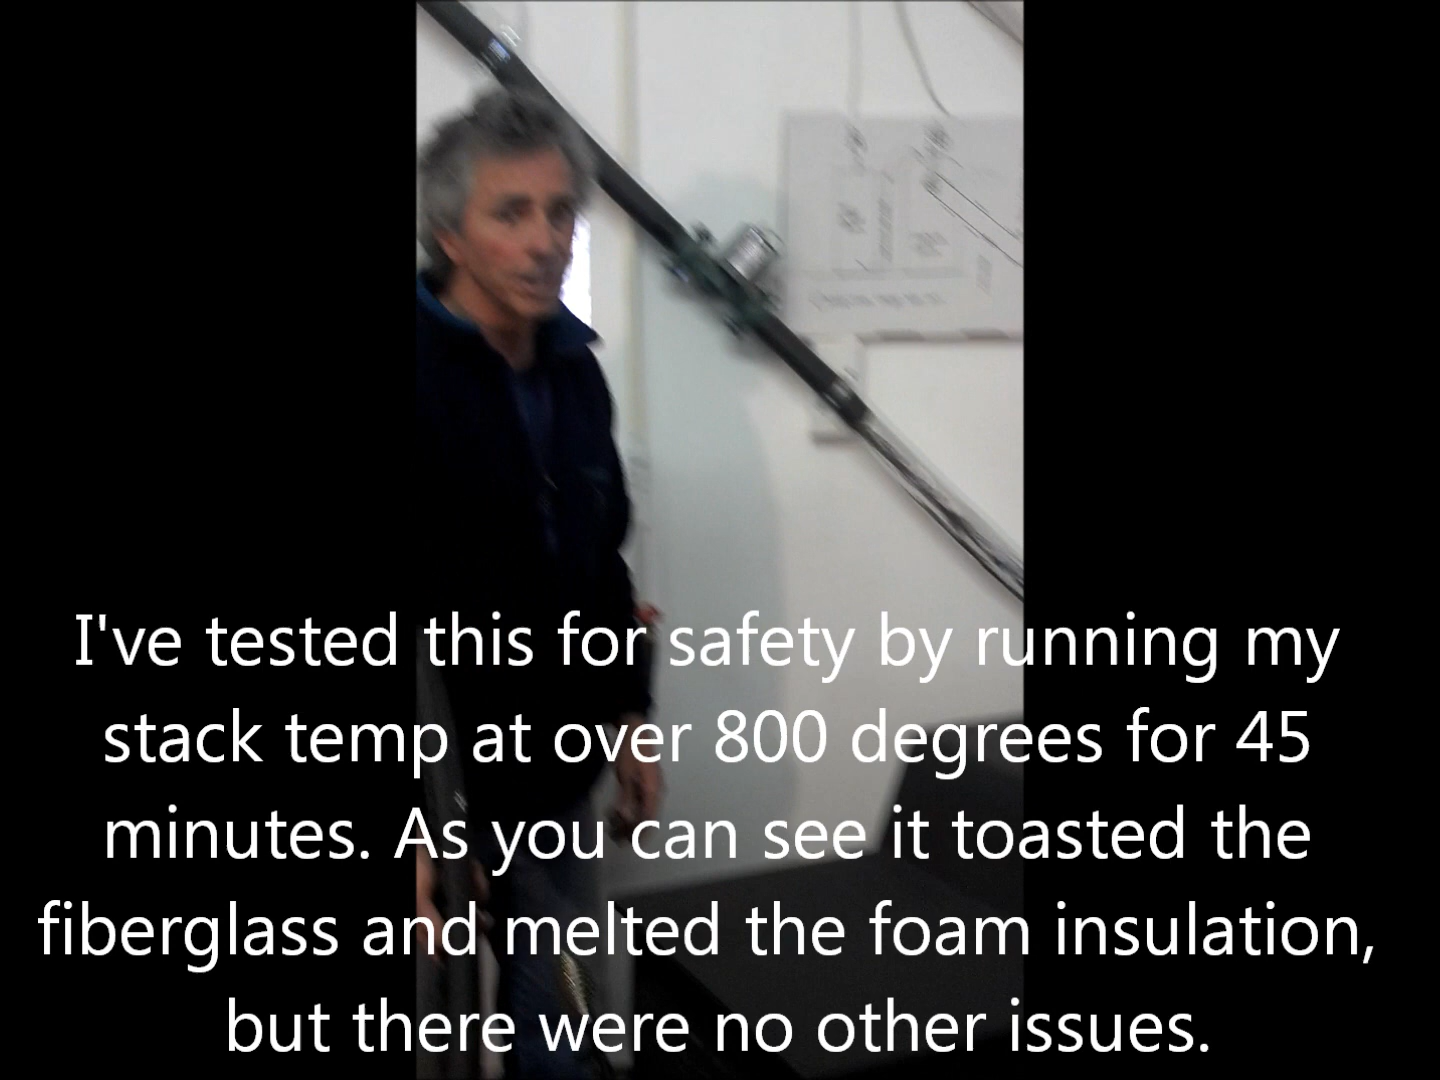 I've tested this for safety by running my
stack temp at over 800 degrees for 45
minutes. As you can see it toasted the
fiberglass and melted the foam insulation,
but there were no other issues.